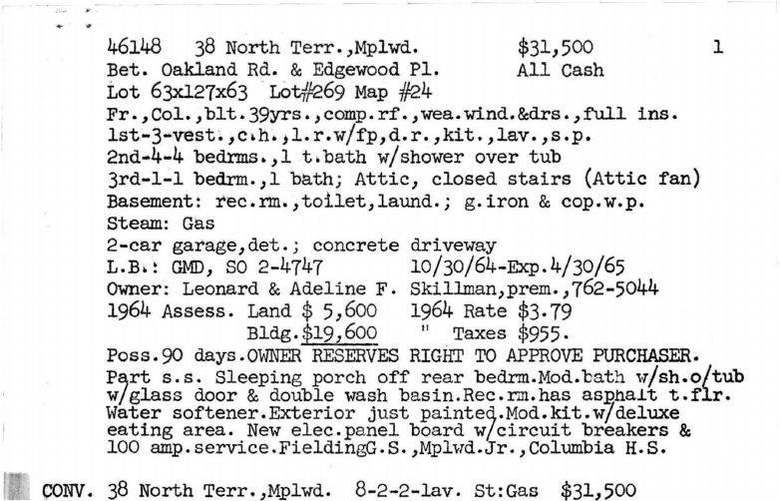 46148 38 North Terr.,Mplwd. $31,500 1
Bet. Oakland Rd. & Edgewood Pl. All Cash
Lot 63x127x63 Lot#269 Map #24
Fr.,Col.,blt.39yrs.,comp.rf.,wea.wind.&drs.,full ins.
1st-3-vest.,c.h.,l.r.w/fp,d.r.,kit.,lav.,s.p.
2nd-4-4 bedrms.,1 t.bath w/shower over tub
3rd-1-1 bedrm.,1 bath; Attic, closed stairs (Attic fan)
Basement: rec.rm.,toilet,laund.; g.iron & cop.w.p.
Steam: Gas
2-car garage,det.; concrete driveway
L.B.: GMD, SO 2-4747 10/30/64-Exp.4/30/65
Owner: Leonard & Adeline F. Skillman,prem.,762-5044
1964 Assess. Land $ 5,600 1964 Rate $3.79
Bldg.$19,600 " Taxes $955.
Poss.90 days.OWNER RESERVES RIGHT TO APPROVE PURCHASER.
Part s.s. Sleeping porch off rear bedrm.Mod.bath w/sh.o/tub
w/glass door & double wash basin.Rec.rm.has asphalt t.flr.
Water softener.Exterior just painted.Mod.kit.w/deluxe
eating area. New elec.panel board w/circuit breakers &
100 amp.service.FieldingG.S.,Mplwd.Jr.,Columbia H.S.
CONV. 38 North Terr.,Mplwd. 8-2-2-lav. St:Gas $31,500